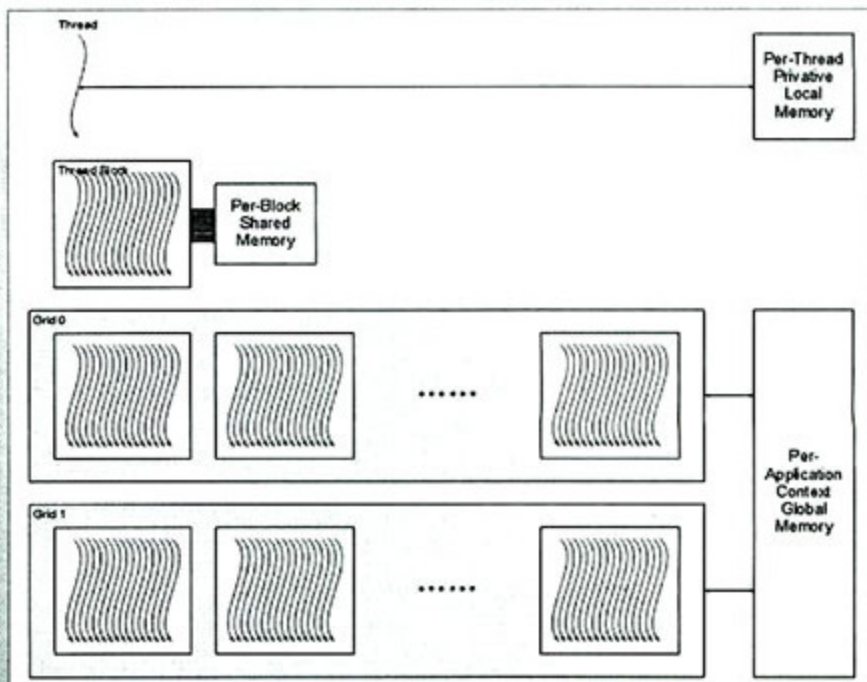 Thread
Per-Thread
Privative
Local
Memory
Thread Block
Per-Block
Shared
Memory
Grid 0
Per-
Application
Context
Global
Memory
Grid 1